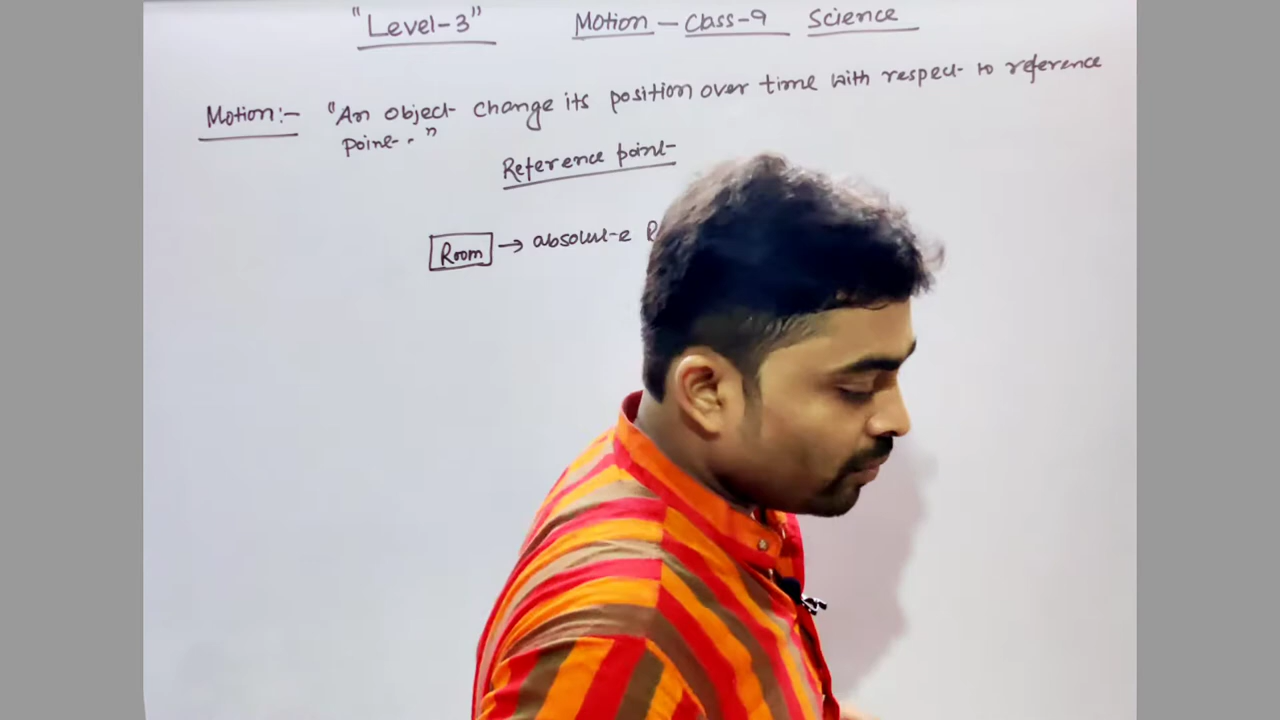 "Level-3" Motion - Class-9 Science
Motion:- "An object change its position over time with respect to reference
point."
Reference point
Room → absolute